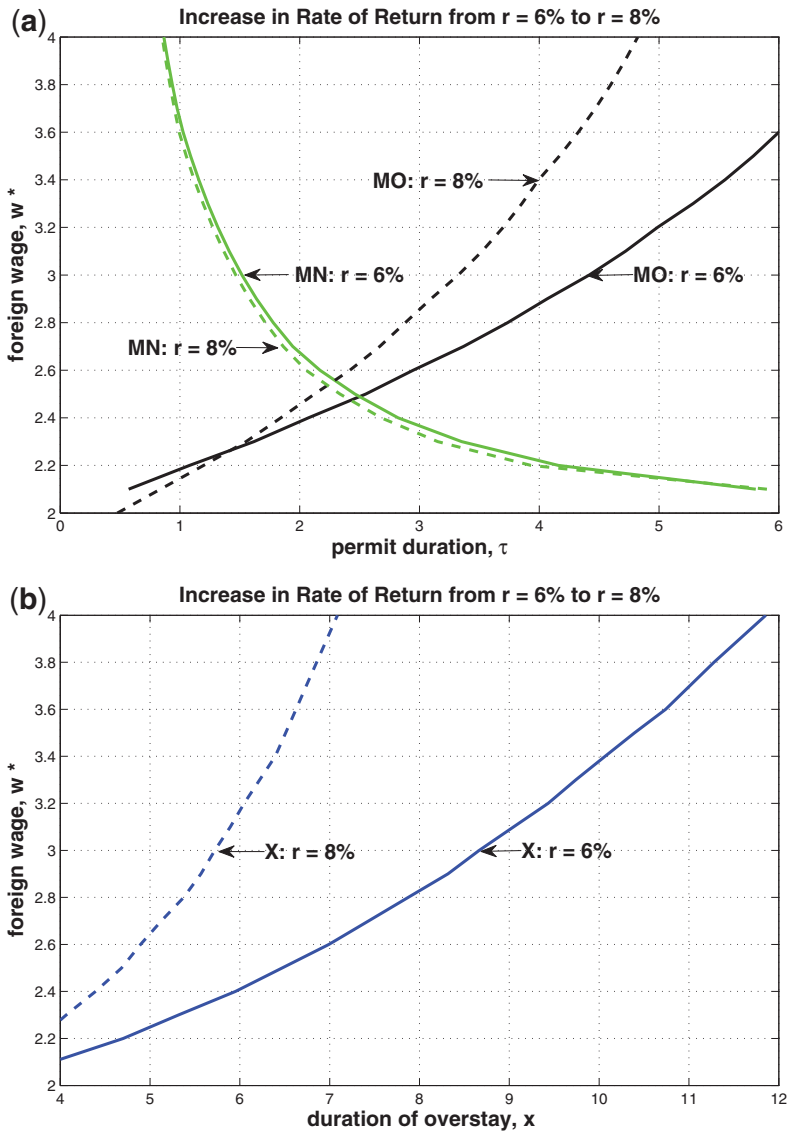 (a) Increase in Rate of Return from r = 6% to r = 8%
4
3.8
3.6
3.4
3.2
3
2.8
2.6
2.4
2.2
2
foreign wage, w *
MO: r = 8%
MN: r = 6%
MO: r = 6%
MN: r = 8%
0 1 2 3 4 5 6
permit duration, τ
(b) Increase in Rate of Return from r = 6% to r = 8%
4
3.8
3.6
3.4
3.2
3
2.8
2.6
2.4
2.2
2
foreign wage, w *
X: r = 8%
X: r = 6%
4 5 6 7 8 9 10 11 12
duration of overstay, x